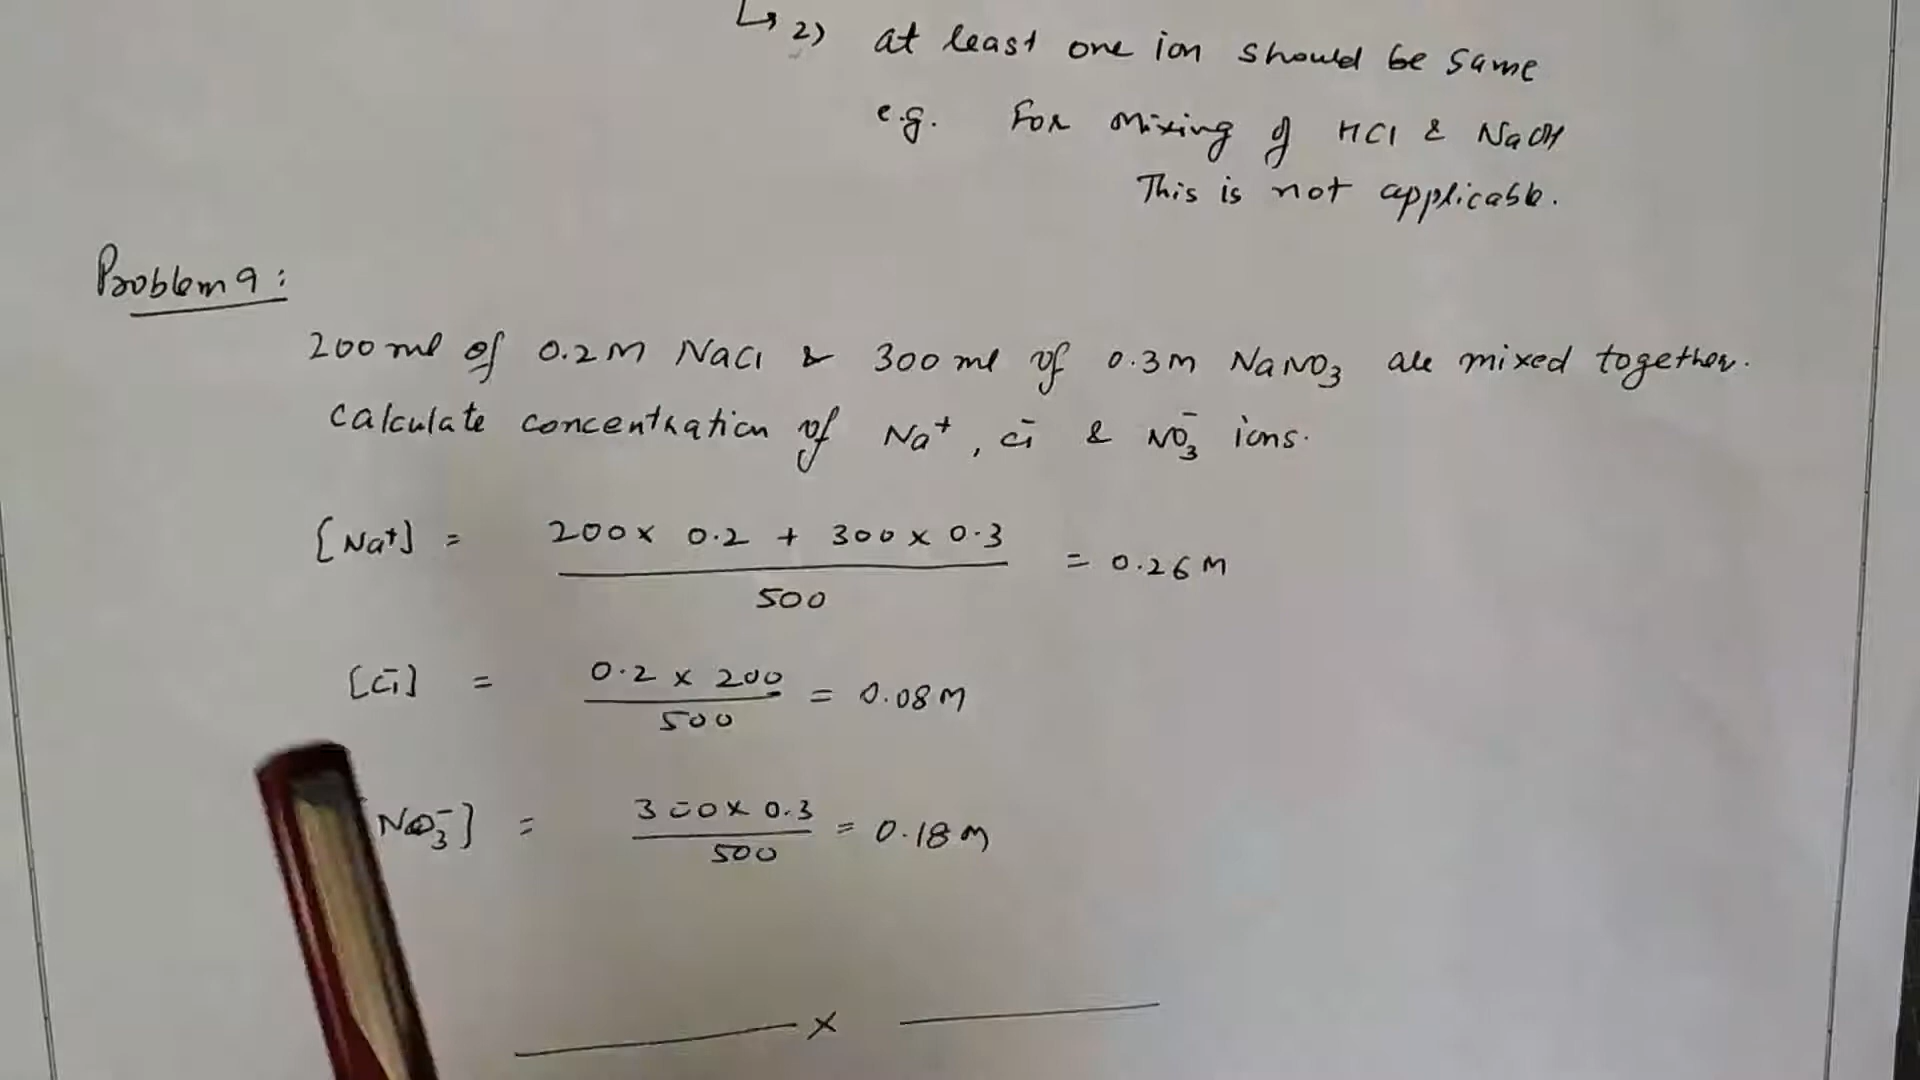 ↳ 2) at least one ion should be same
e.g. For mixing of HCl & NaOH
This is not applicable.
Problem 9:
200 ml of 0.2M NaCl & 300 ml of 0.3M NaNO₃ are mixed together.
Calculate concentration of Na⁺, Cl⁻ & NO₃⁻ ions.
[Na⁺] = 200 x 0.2 + 300 x 0.3 / 500 = 0.26 M
[Cl⁻] = 0.2 x 200 / 500 = 0.08 M
NO₃⁻] = 300 x 0.3 / 500 = 0.18 M
x